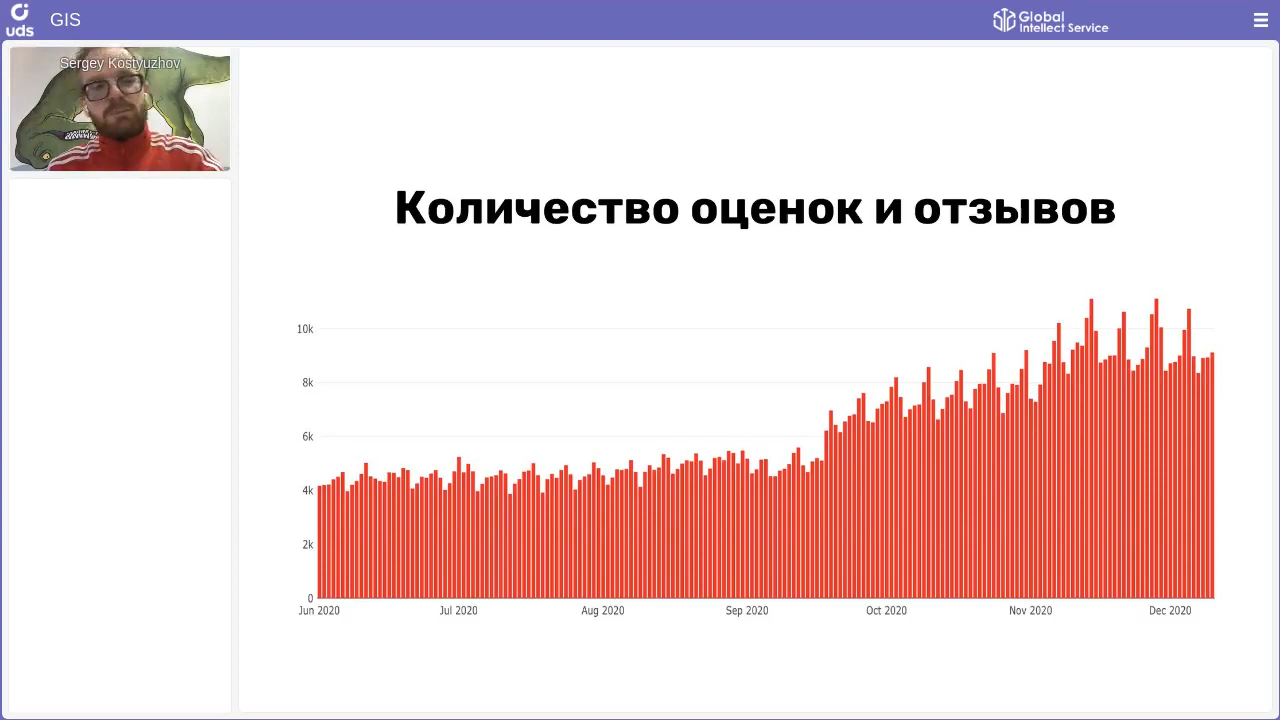 uds
GIS
Global
Intellect Service
Sergey Kostyuzhov
Количество оценок и отзывов
10k
8k
6k
4k
2k
0
Jun 2020 Jul 2020 Aug 2020 Sep 2020 Oct 2020 Nov 2020 Dec 2020